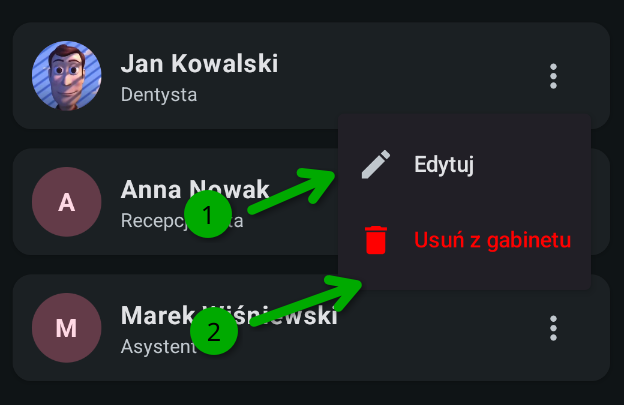 Jan Kowalski
Dentysta
Edytuj
A
Anna Nowak
1
Usuń z gabinetu
M
Marek Wiśniewski
2
Asystent